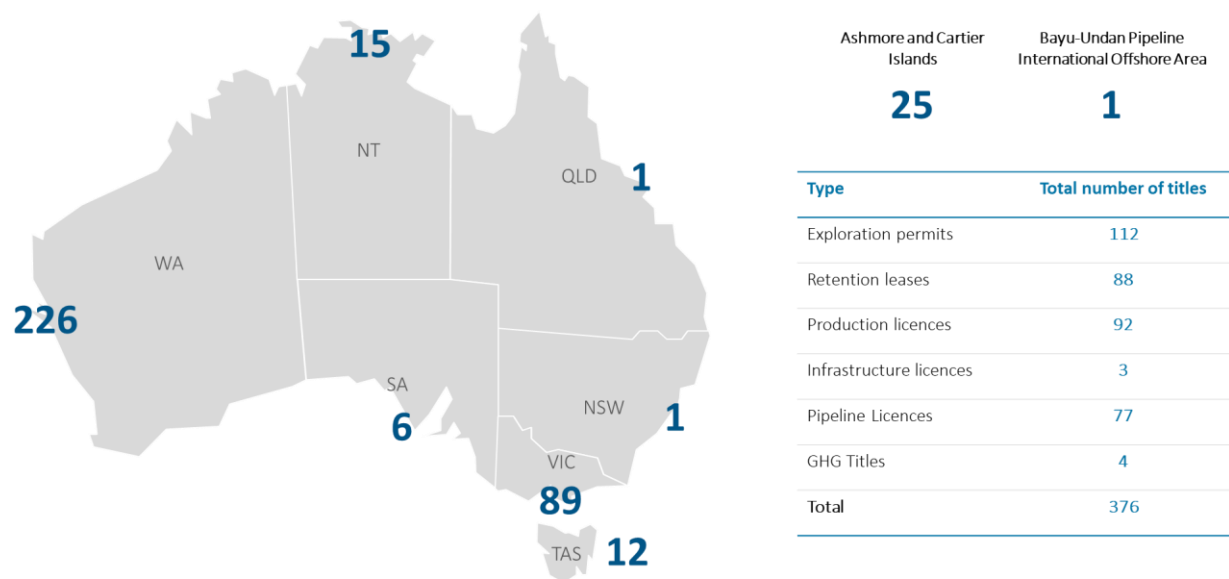 15
NT
QLD
1
WA
226
SA
6
NSW
1
VIC
89
TAS
12
Ashmore and Cartier
Islands
25
Bayu-Undan Pipeline
International Offshore Area
1
Type Total number of titles
Exploration permits 112
Retention leases 88
Production licences 92
Infrastructure licences 3
Pipeline Licences 77
GHG Titles 4
Total 376